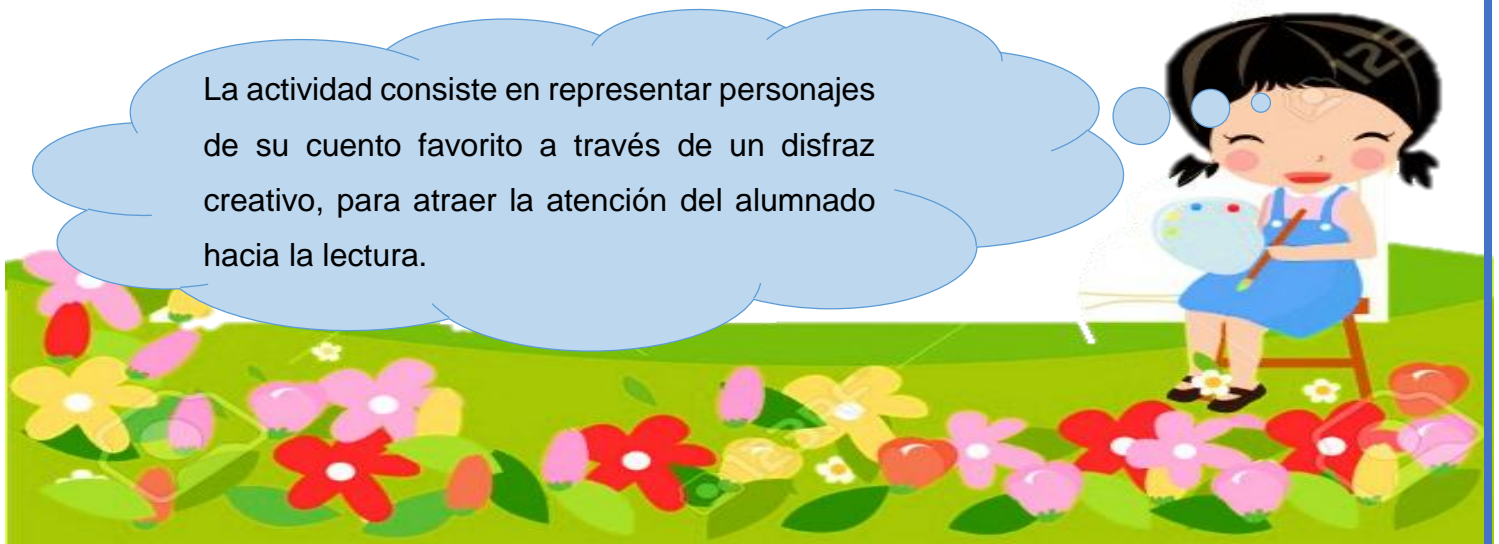 La actividad consiste en representar personajes
de su cuento favorito a través de un disfraz
creativo, para atraer la atención del alumnado
hacia la lectura.